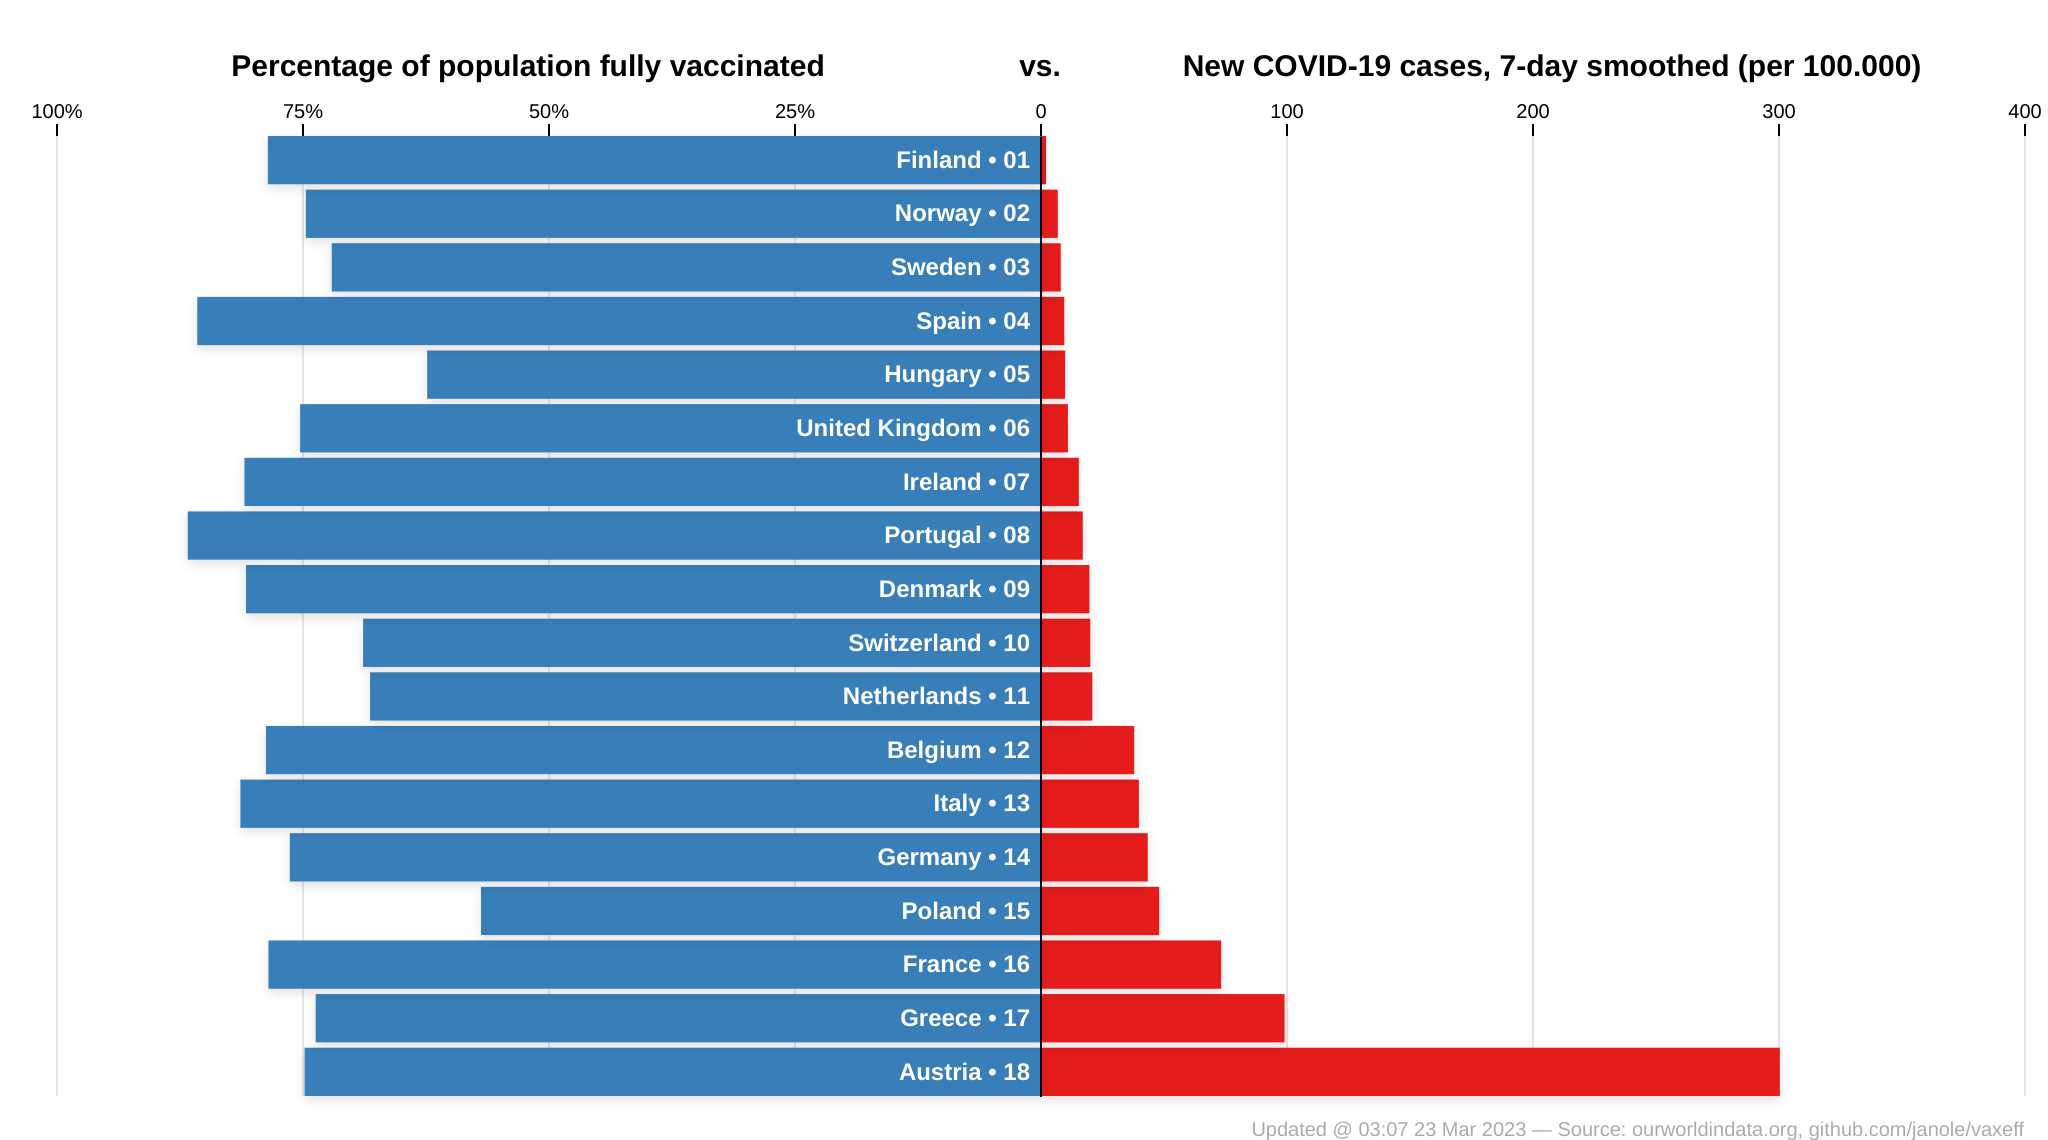 Percentage of population fully vaccinated vs. New COVID-19 cases, 7-day smoothed (per 100.000)
100% 75% 50% 25% 0 100 200 300 400
Finland • 01
Norway • 02
Sweden • 03
Spain • 04
Hungary • 05
United Kingdom • 06
Ireland • 07
Portugal • 08
Denmark • 09
Switzerland • 10
Netherlands • 11
Belgium • 12
Italy • 13
Germany • 14
Poland • 15
France • 16
Greece • 17
Austria • 18
Updated @ 03:07 23 Mar 2023 — Source: ourworldindata.org, github.com/janole/vaxeff